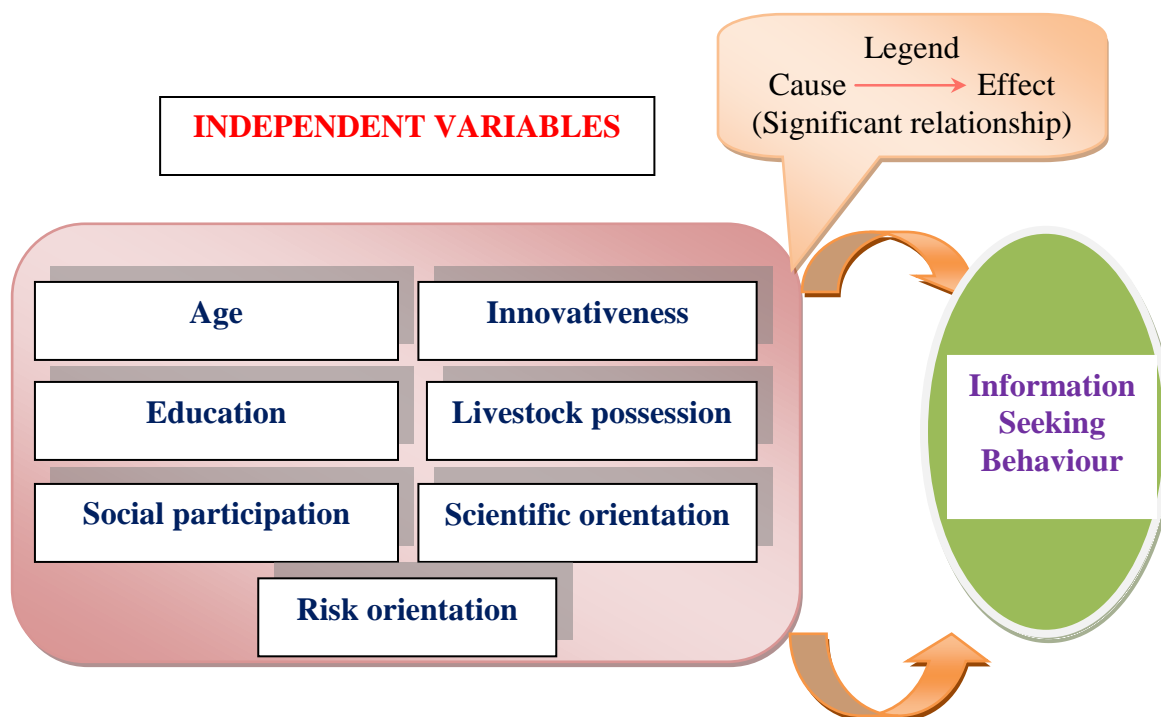 Legend
Cause Effect
(Significant relationship)
INDEPENDENT VARIABLES
Age
Innovativeness
Education
Livestock possession
Social participation
Scientific orientation
Risk orientation
Information
Seeking
Behaviour